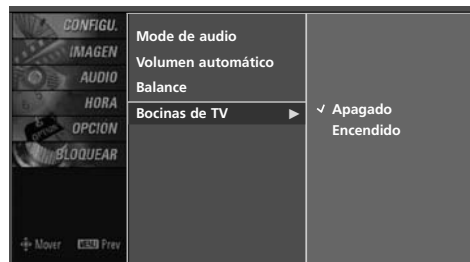 CONFIGU.
IMAGEN
AUDIO
HORA
OPCIÓN
BLOQUEAR
Mover MENU Prev
Mode de audio
Volumen automático
Balance
Bocinas de TV
Apagado
Encendido